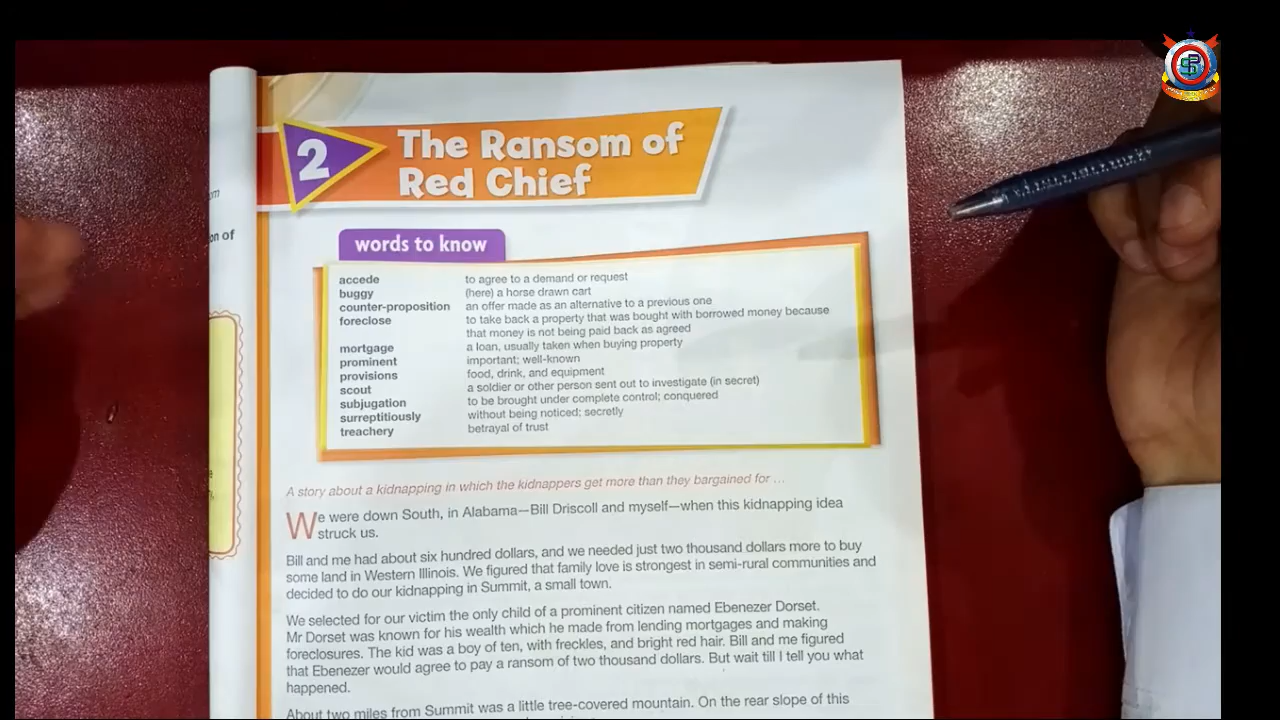 2
The Ransom of
Red Chief
on of
words to know
accede to agree to a demand or request
buggy (here) a horse drawn cart
counter-proposition an offer made as an alternative to a previous one
foreclose to take back a property that was bought with borrowed money because
that money is not being paid back as agreed
mortgage a loan, usually taken when buying property
prominent important; well-known
provisions food, drink, and equipment
scout a soldier or other person sent out to investigate (in secret)
subjugation to be brought under complete control; conquered
surreptitiously without being noticed; secretly
treachery betrayal of trust
A story about a kidnapping in which the kidnappers get more than they bargained for ...
We were down South, in Alabama—Bill Driscoll and myself—when this kidnapping idea
struck us.
Bill and me had about six hundred dollars, and we needed just two thousand dollars more to buy
some land in Western Illinois. We figured that family love is strongest in semi-rural communities and
decided to do our kidnapping in Summit, a small town.
We selected for our victim the only child of a prominent citizen named Ebenezer Dorset.
Mr Dorset was known for his wealth which he made from lending mortgages and making
foreclosures. The kid was a boy of ten, with freckles, and bright red hair. Bill and me figured
that Ebenezer would agree to pay a ransom of two thousand dollars. But wait till I tell you what
happened.
About two miles from Summit was a little tree-covered mountain. On the rear slope of this